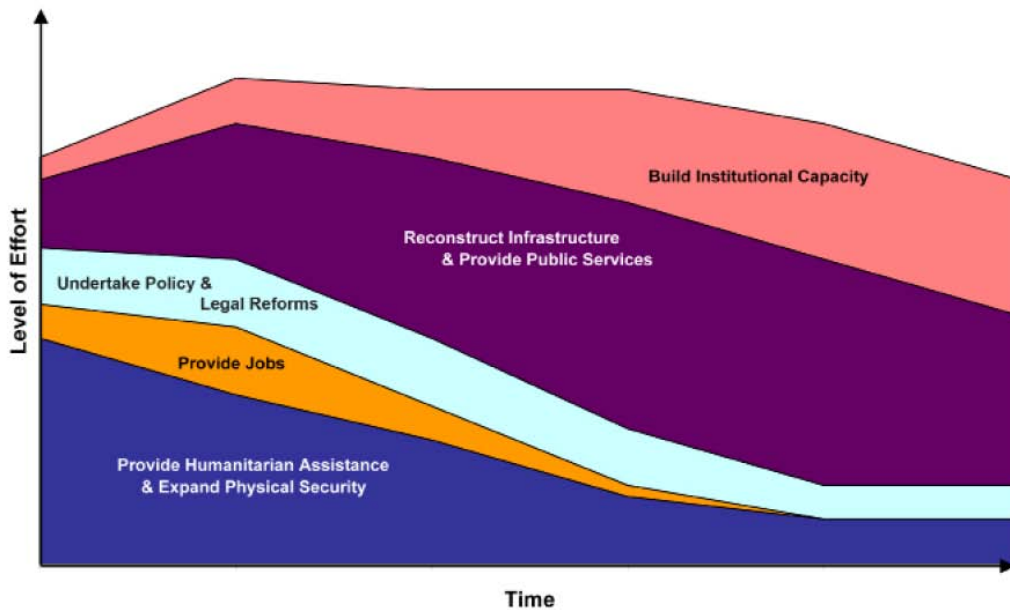 Build Institutional Capacity
Reconstruct Infrastructure
& Provide Public Services
Undertake Policy &
Legal Reforms
Provide Jobs
Provide Humanitarian Assistance
& Expand Physical Security
Level of Effort
Time